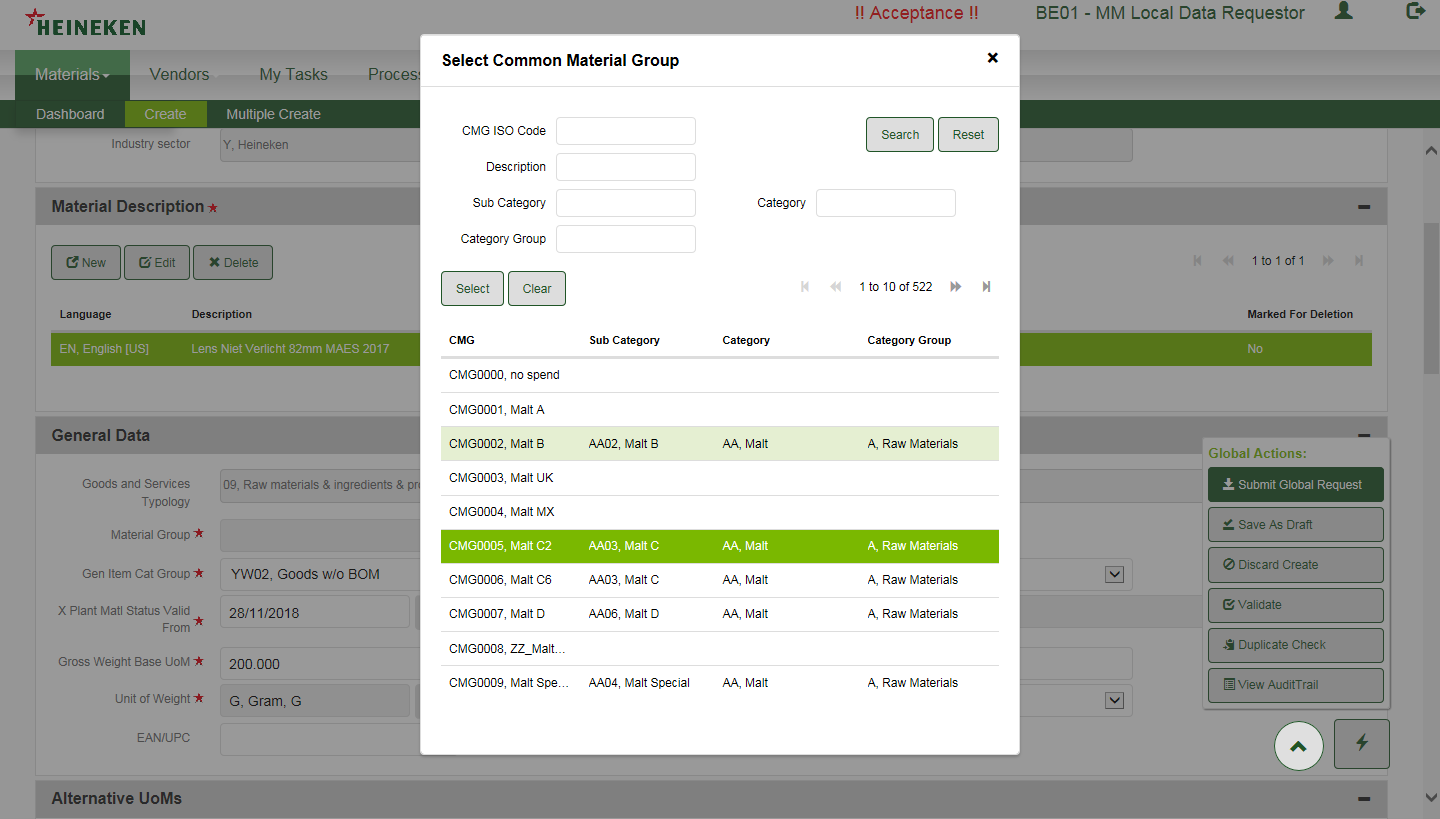 HEINEKEN
!! Acceptance !!
BE01 - MM Local Data Requestor
Materials
Vendors
My Tasks
Process
Dashboard
Create
Multiple Create
Industry sector
Y, Heineken
Material Description
New
Edit
Delete
1 to 1 of 1
Language
Description
Marked For Deletion
EN, English [US]
Lens Niet Verlicht 82mm MAES 2017
No
General Data
Goods and Services
Typology
09, Raw materials & ingredients & pr
Material Group
Gen Item Cat Group
YW02, Goods w/o BOM
X Plant Matl Status Valid
From
28/11/2018
Gross Weight Base UoM
200.000
Unit of Weight
G, Gram, G
EAN/UPC
Alternative UoMs
Select Common Material Group
CMG ISO Code
Search
Reset
Description
Sub Category
Category
Category Group
Select
Clear
1 to 10 of 522
CMG
Sub Category
Category
Category Group
CMG0000, no spend
CMG0001, Malt A
CMG0002, Malt B
AA02, Malt B
AA, Malt
A, Raw Materials
CMG0003, Malt UK
CMG0004, Malt MX
CMG0005, Malt C2
AA03, Malt C
AA, Malt
A, Raw Materials
CMG0006, Malt C6
AA03, Malt C
AA, Malt
A, Raw Materials
CMG0007, Malt D
AA06, Malt D
AA, Malt
A, Raw Materials
CMG0008, ZZ_Malt...
CMG0009, Malt Spe...
AA04, Malt Special
AA, Malt
A, Raw Materials
Global Actions:
Submit Global Request
Save As Draft
Discard Create
Validate
Duplicate Check
View AuditTrail